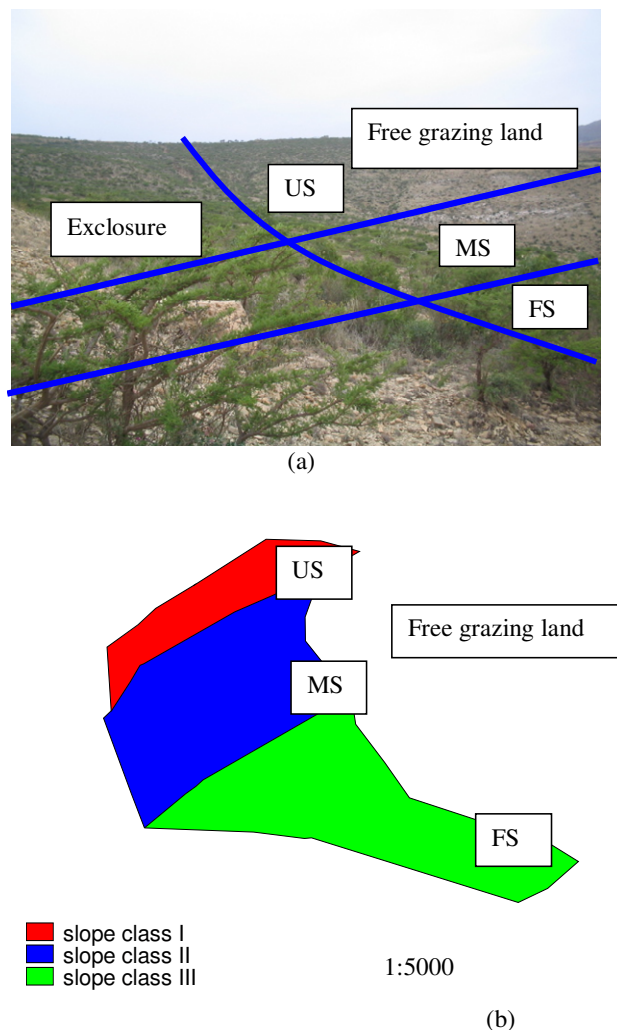 Free grazing land
US
Exclosure
MS
FS
(a)
US
Free grazing land
MS
FS
slope class I
slope class II
slope class III
1:5000
(b)